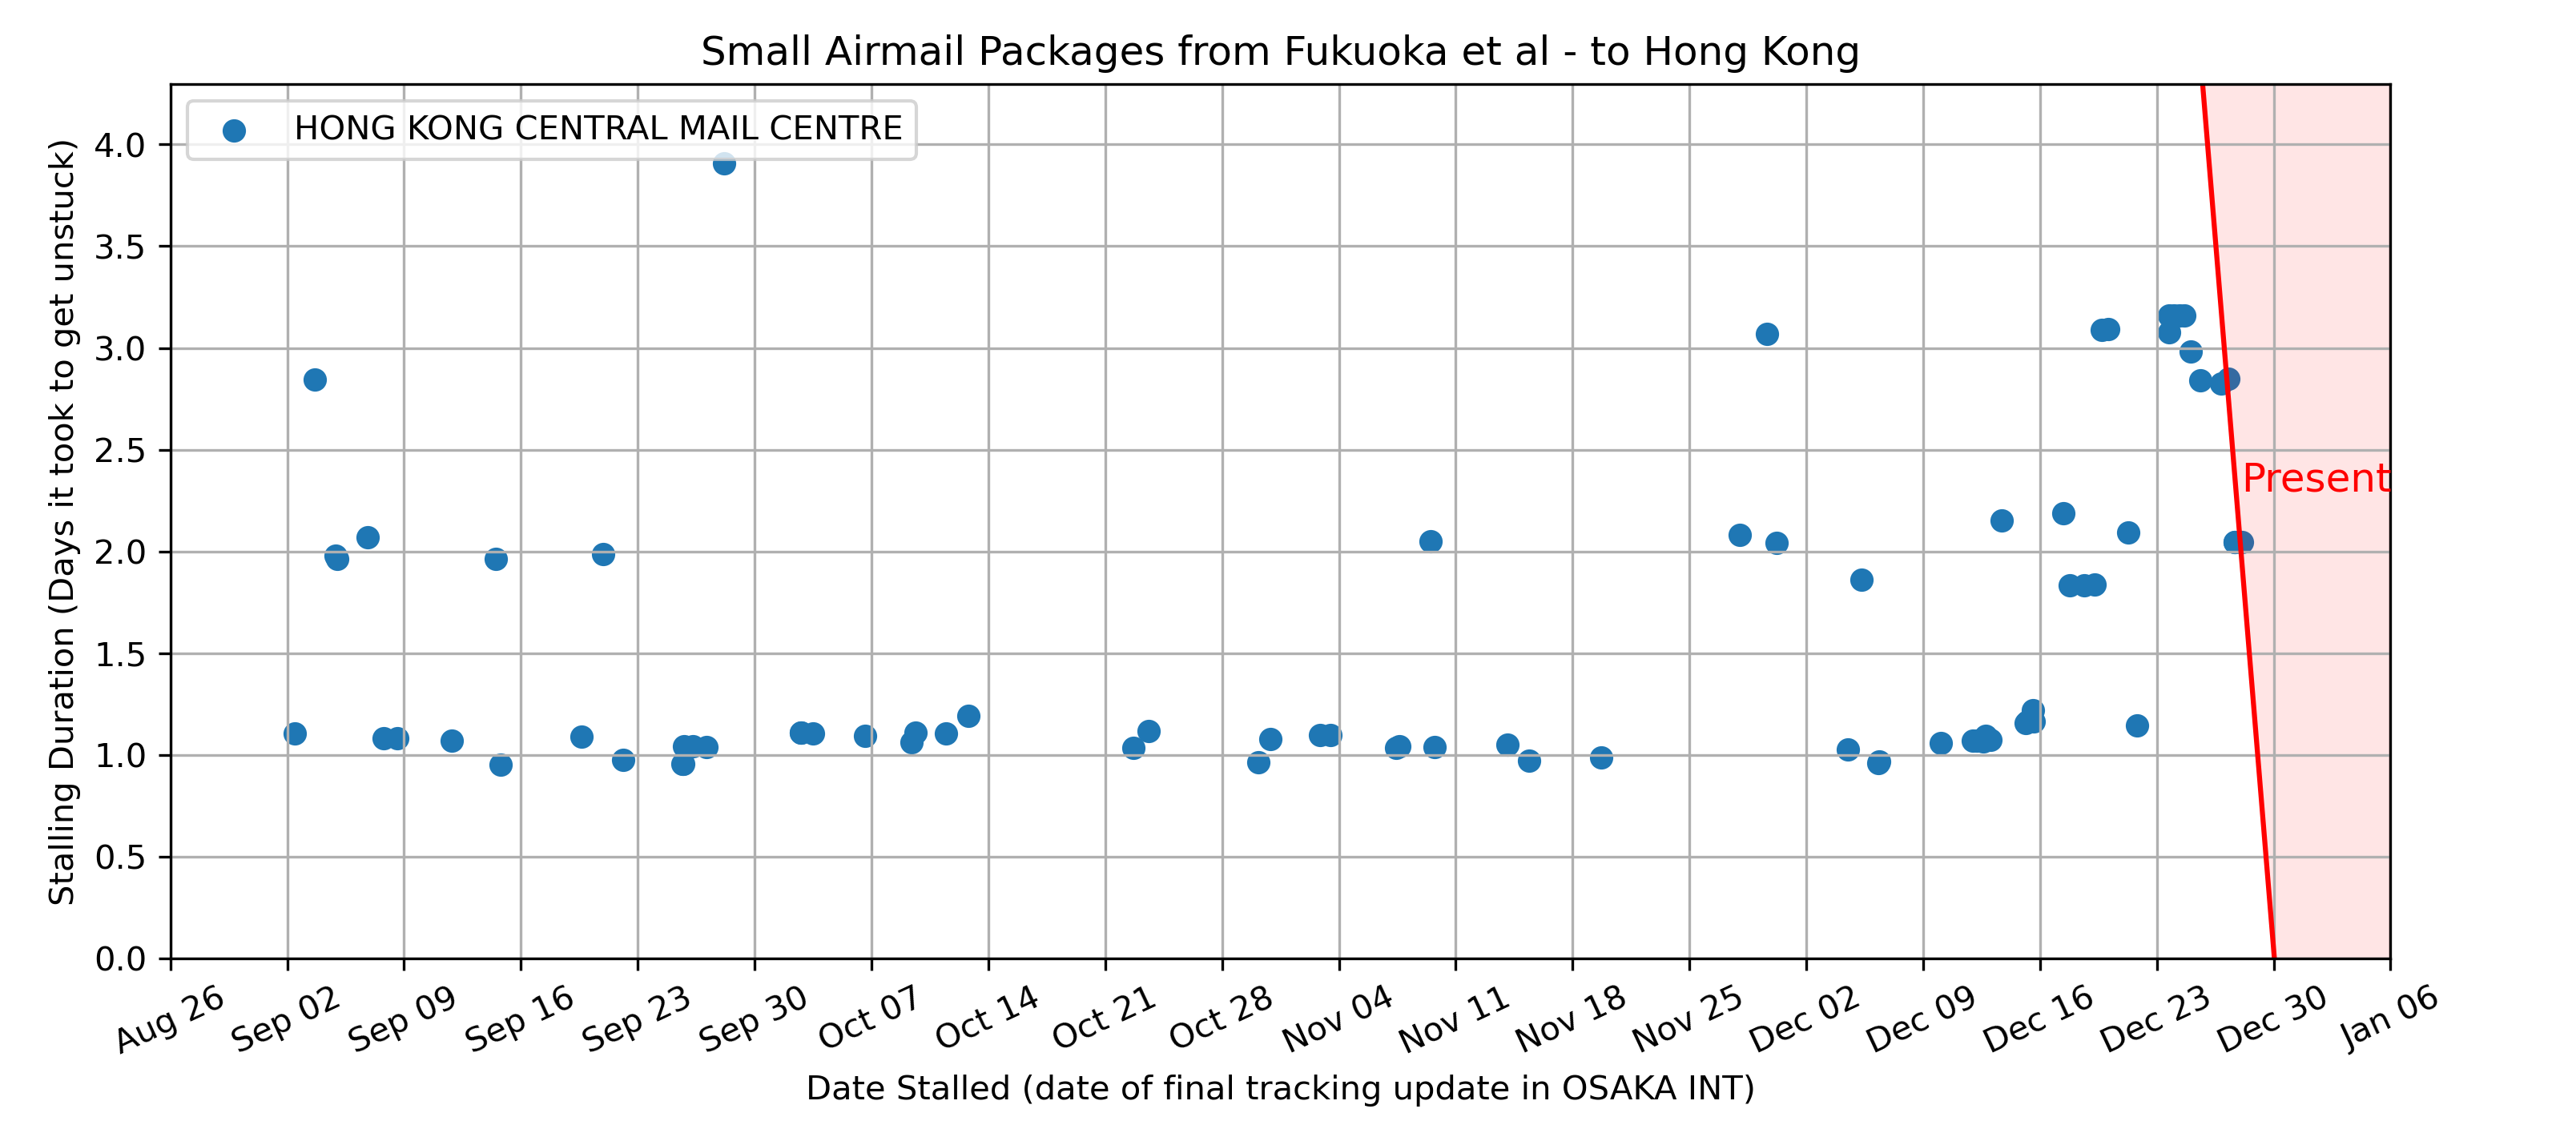 Small Airmail Packages from Fukuoka et al - to Hong Kong
HONG KONG CENTRAL MAIL CENTRE
Stalling Duration (Days it took to get unstuck)
4.0
3.5
3.0
2.5
2.0
1.5
1.0
0.5
0.0
Present
Aug 26
Sep 02
Sep 09
Sep 16
Sep 23
Sep 30
Oct 07
Oct 14
Oct 21
Oct 28
Nov 04
Nov 11
Nov 18
Nov 25
Dec 02
Dec 09
Dec 16
Dec 23
Dec 30
Jan 06
Date Stalled (date of final tracking update in OSAKA INT)